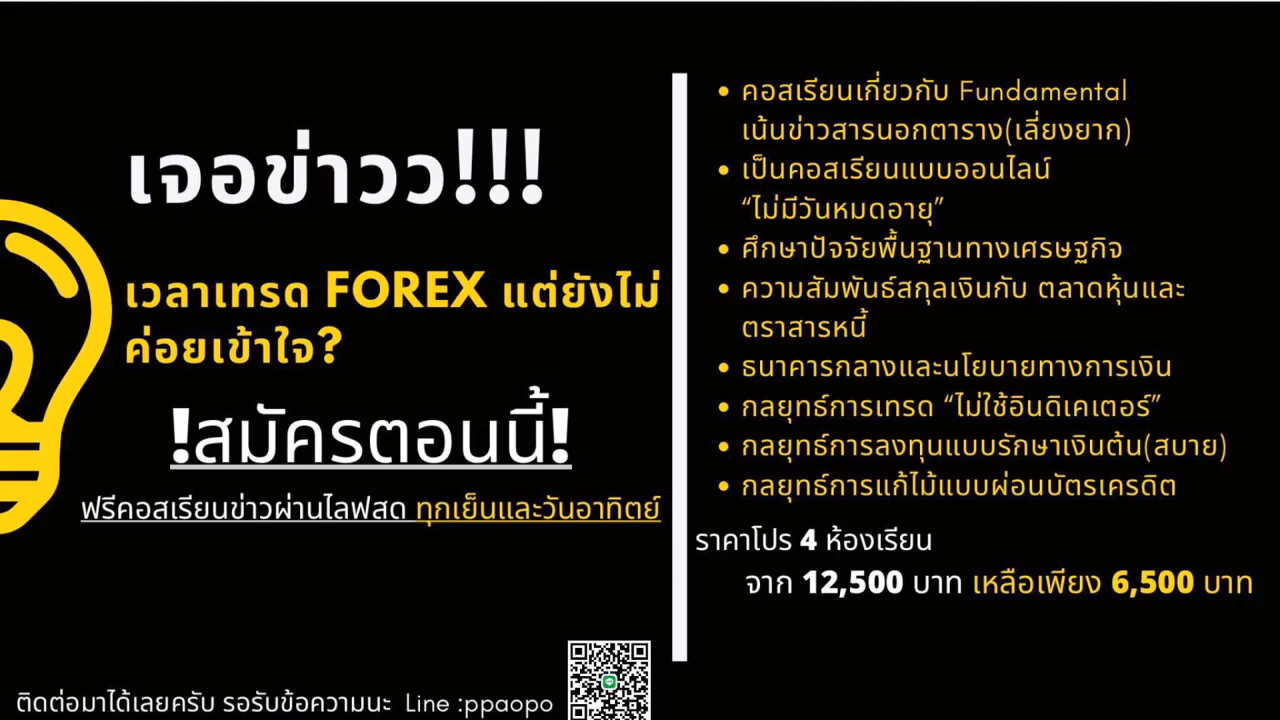 เจอข่าวว!!!
เวลาเทรด FOREX แต่ยังไม่
ค่อยเข้าใจ?
!สมัครตอนนี้!
ฟรีคอสเรียนข่าวผ่านไลฟสด ทุกเย็นและวันอาทิตย์
ติดต่อมาได้เลยครับ รอรับข้อความนะ Line :ppaopo
• คอสเรียนเกี่ยวกับ Fundamental
เน้นข่าวสารนอกตาราง(เลี่ยงยาก)
• เป็นคอสเรียนแบบออนไลน์
“ไม่มีวันหมดอายุ”
• ศึกษาปัจจัยพื้นฐานทางเศรษฐกิจ
• ความสัมพันธ์สกุลเงินกับ ตลาดหุ้นและ
ตราสารหนี้
• ธนาคารกลางและนโยบายทางการเงิน
• กลยุทธ์การเทรด “ไม่ใช้อินดิเคเตอร์”
• กลยุทธ์การลงทุนแบบรักษาเงินต้น(สบาย)
• กลยุทธ์การแก้ไม้แบบผ่อนบัตรเครดิต
ราคาโปร 4 ห้องเรียน
จาก 12,500 บาท เหลือเพียง 6,500 บาท